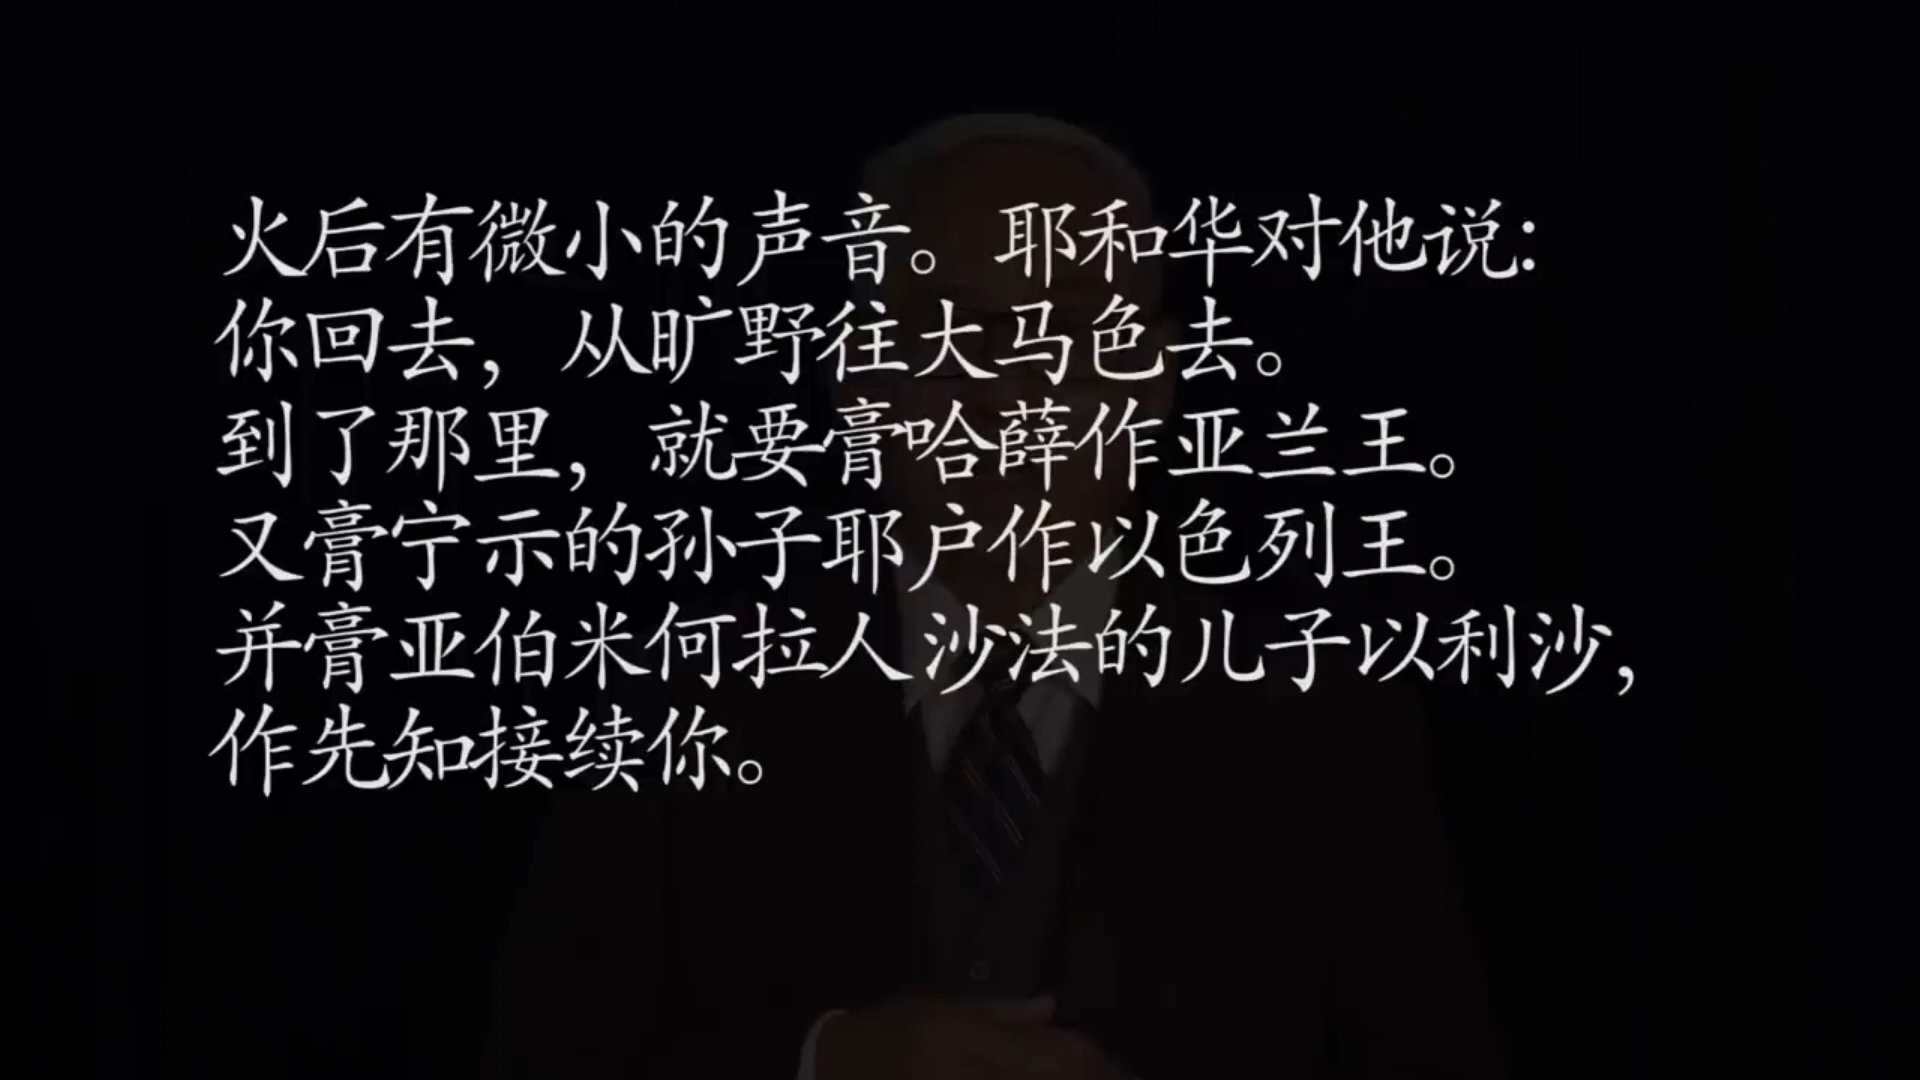 火后有微小的声音。耶和华对他说：
你回去，从旷野往大马色去。
到了那里，就要膏哈薛作亚兰王。
又膏宁示的孙子耶户作以色列王。
并膏亚伯米何拉人沙法的儿子以利沙，
作先知接续你。